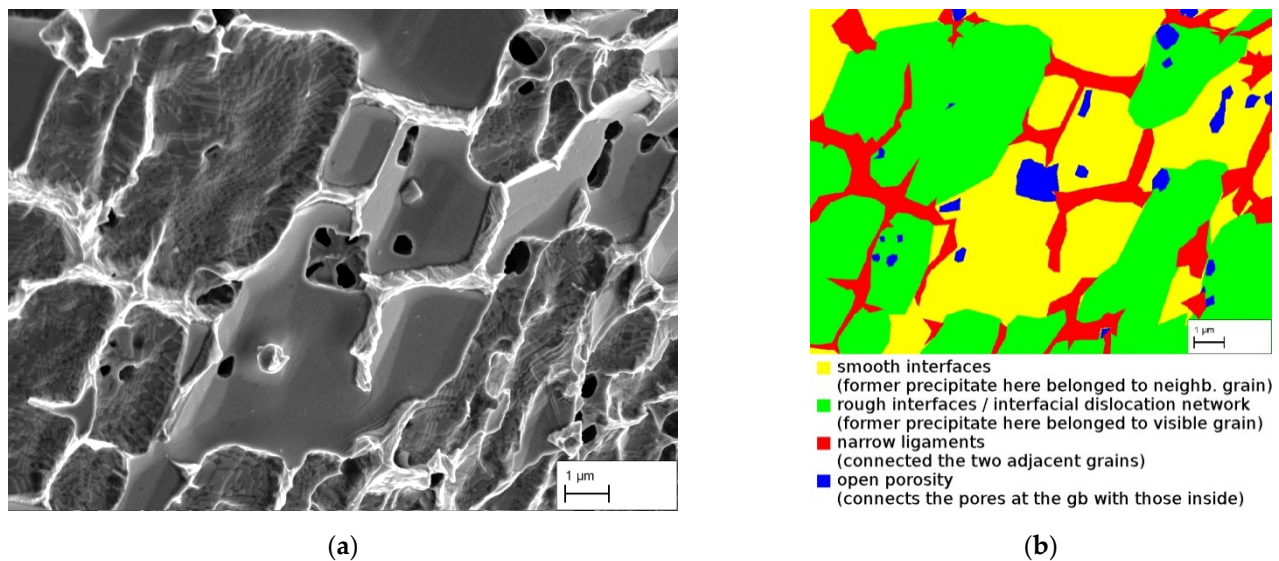 1 µm
1 µm
smooth interfaces
(former precipitate here belonged to neighb. grain)
rough interfaces / interfacial dislocation network
(former precipitate here belonged to visible grain)
narrow ligaments
(connected the two adjacent grains)
open porosity
(connects the pores at the gb with those inside)
(a)
(b)